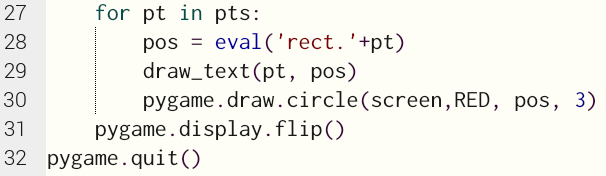 27     for pt in pts:
28         pos = eval('rect.'+pt)
29         draw_text(pt, pos)
30         pygame.draw.circle(screen,RED, pos, 3)
31     pygame.display.flip()
32 pygame.quit()